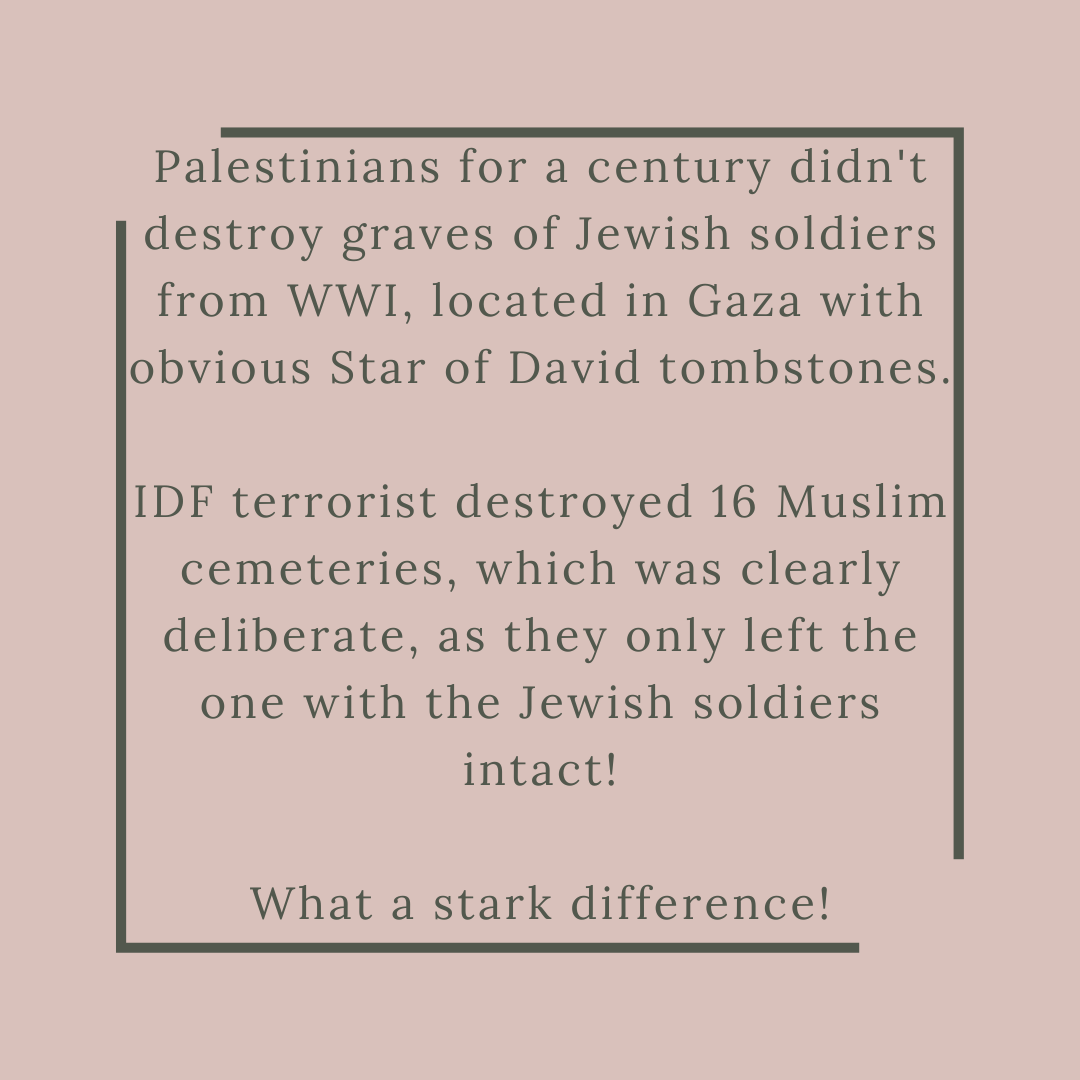 Palestinians for a century didn't
destroy graves of Jewish soldiers
from WWI, located in Gaza with
obvious Star of David tombstones.
IDF terrorist destroyed 16 Muslim
cemeteries, which was clearly
deliberate, as they only left the
one with the Jewish soldiers
intact!
What a stark difference!